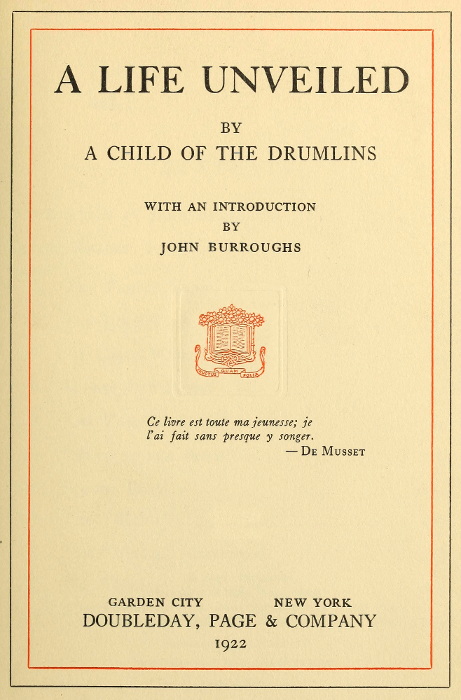 A LIFE UNVEILED
BY
A CHILD OF THE DRUMLINS
WITH AN INTRODUCTION
BY
JOHN BURROUGHS
Ce livre est toute ma jeunesse; je
l'ai fait sans presque y songer.
— DE MUSSET
GARDEN CITY NEW YORK
DOUBLEDAY, PAGE & COMPANY
1922